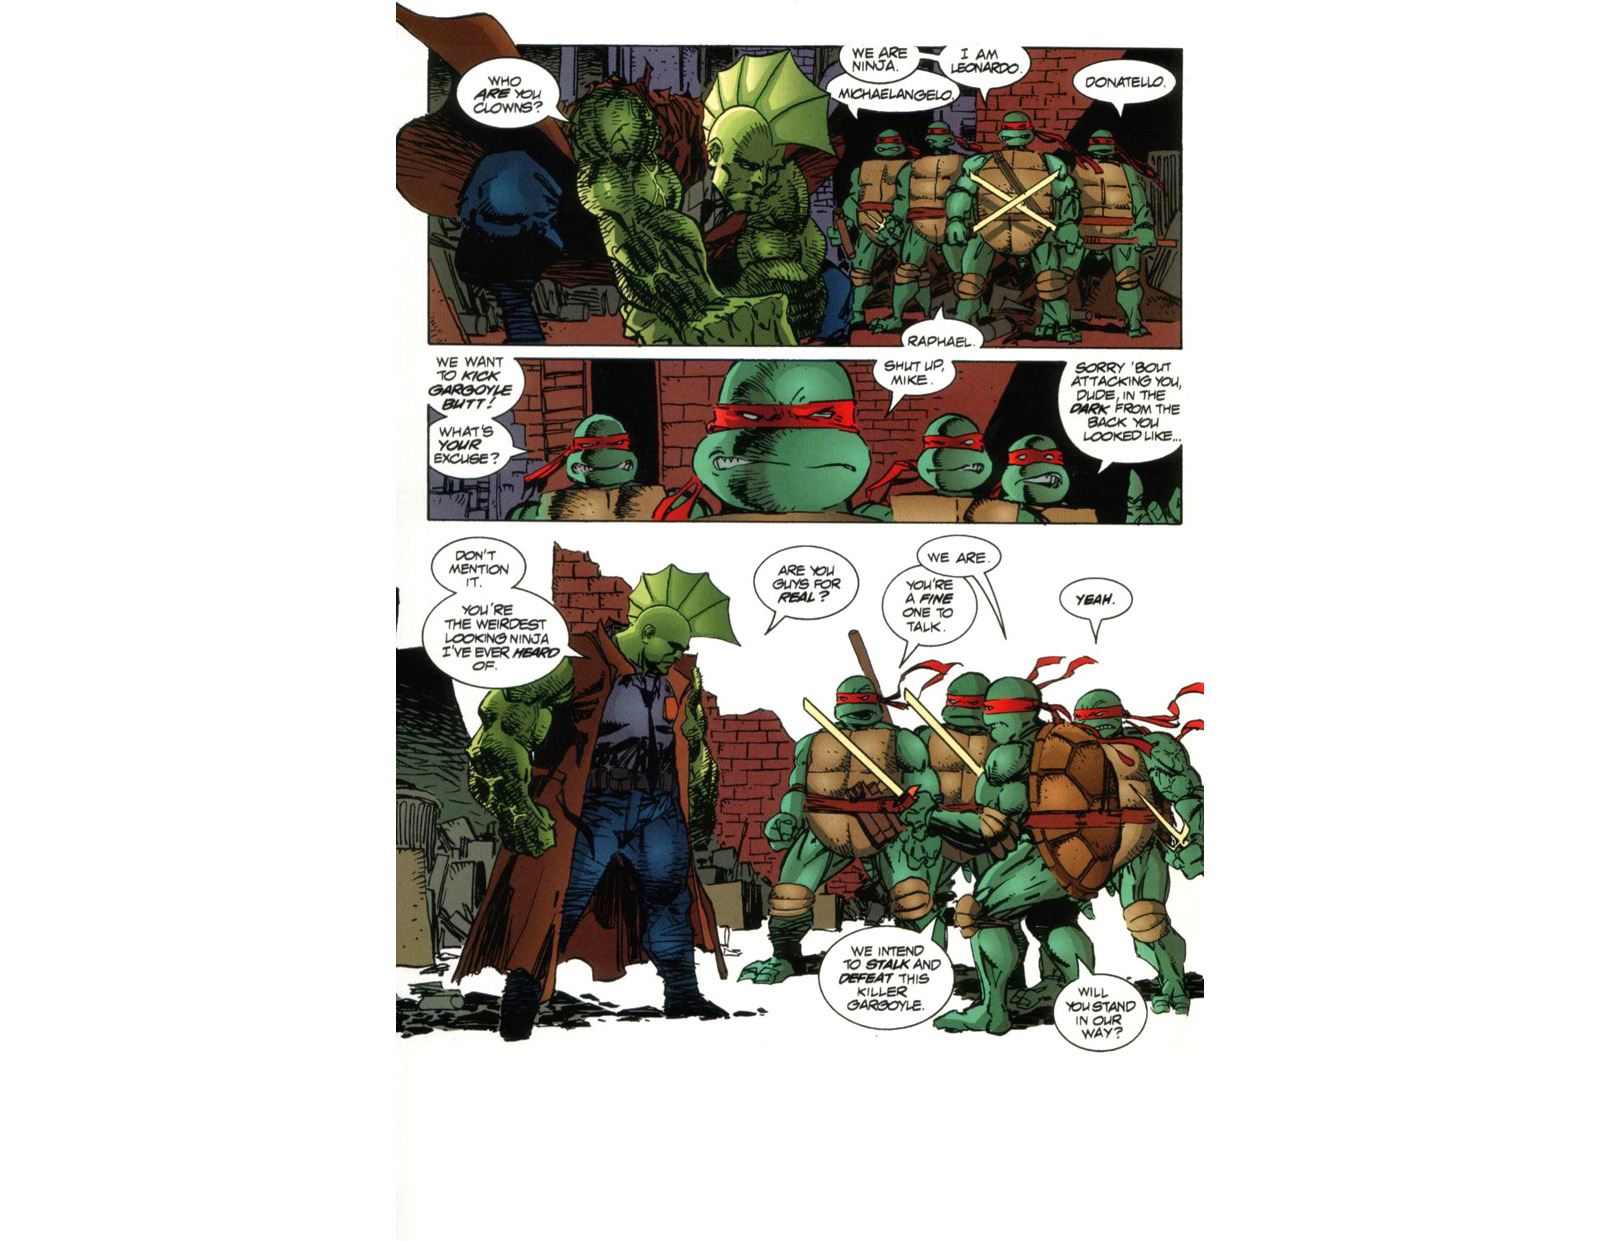 WHO
ARE YOU
CLOWNS?
WE ARE
NINJA.
I AM
LEONARDO.
MICHAELANGELO.
DONATELLO.
RAPHAEL.
WE WANT
TO KICK
GARGOYLE
BUTT!
WHAT'S
YOUR
EXCUSE?
SHUT UP,
MIKE.
SORRY 'BOUT
ATTACKING YOU,
DUDE, IN THE
DARK FROM THE
BACK YOU
LOOKED LIKE...
DON'T
MENTION
IT.
YOU'RE
THE WEIRDEST
LOOKING NINJA
I'VE EVER HEARD
OF.
ARE YOU
GUYS FOR
REAL?
WE ARE.
YOU'RE
A FINE
ONE TO
TALK.
YEAH.
WE INTEND
TO STALK AND
DEFEAT THIS
KILLER
GARGOYLE.
WILL
YOU STAND
IN OUR
WAY?